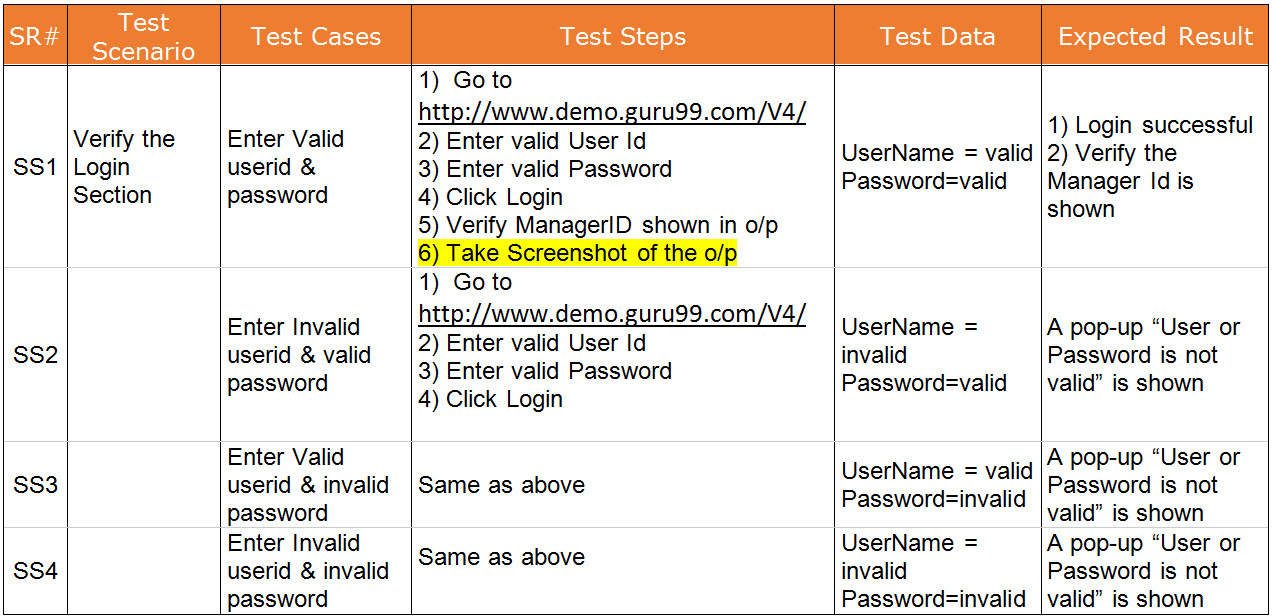 SR#
Test
Scenario
Test Cases
Test Steps
Test Data
Expected Result
SS1
Verify the
Login
Section
Enter Valid
userid &
password
1) Go to
http://www.demo.guru99.com/V4/
2) Enter valid User Id
3) Enter valid Password
4) Click Login
5) Verify ManagerID shown in o/p
6) Take Screenshot of the o/p
UserName = valid
Password=valid
1) Login successful
2) Verify the
Manager Id is
shown
SS2
Enter Invalid
userid & valid
password
1) Go to
http://www.demo.guru99.com/V4/
2) Enter valid User Id
3) Enter valid Password
4) Click Login
UserName =
invalid
Password=valid
A pop-up “User or
Password is not
valid” is shown
SS3
Enter Valid
userid & invalid
password
Same as above
UserName = valid
Password=invalid
A pop-up “User or
Password is not
valid” is shown
SS4
Enter Invalid
userid & invalid
password
Same as above
UserName =
invalid
Password=invalid
A pop-up “User or
Password is not
valid” is shown